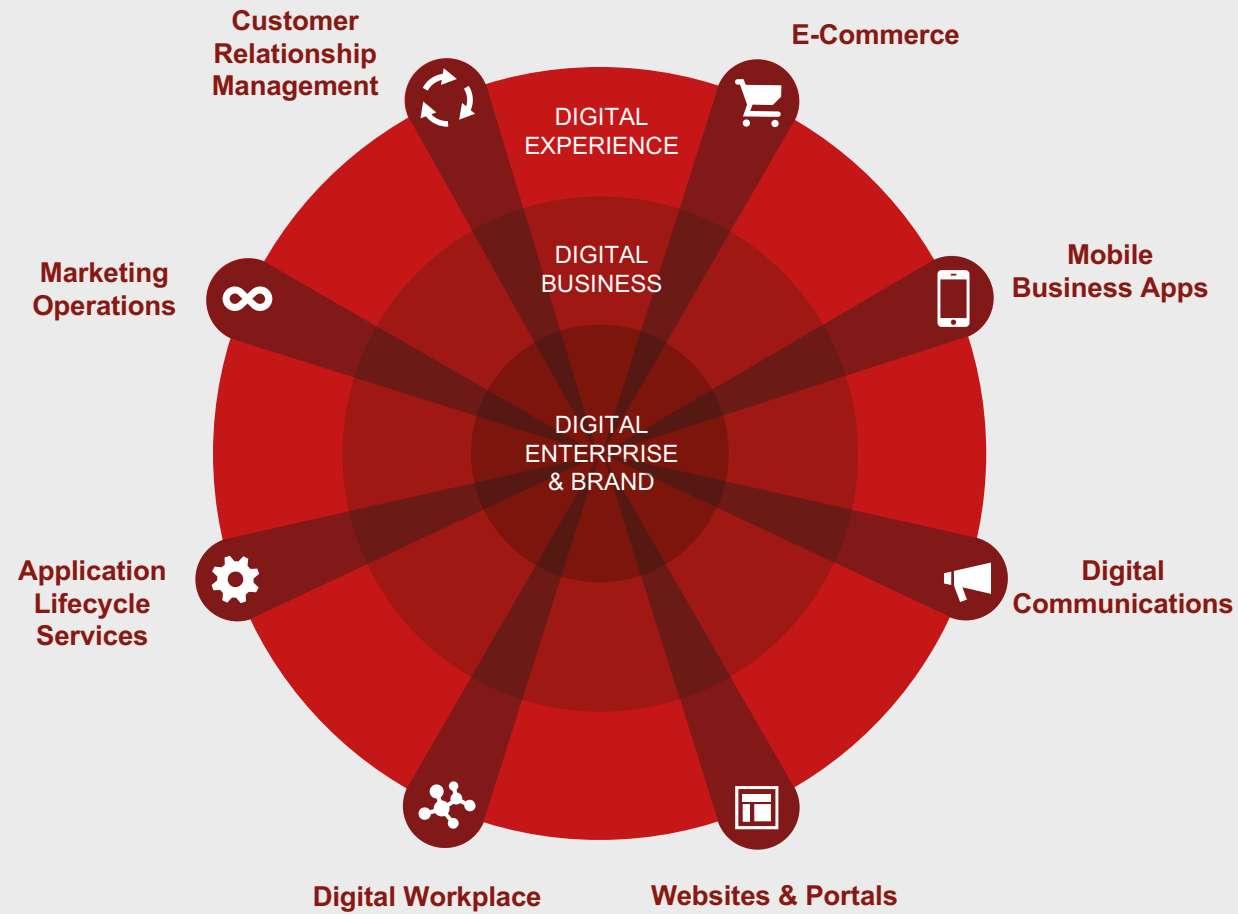 Customer
Relationship
Management
E-Commerce
DIGITAL
EXPERIENCE
Marketing
Operations
DIGITAL
BUSINESS
Mobile
Business Apps
DIGITAL
ENTERPRISE
& BRAND
Application
Lifecycle
Services
Digital
Communications
Digital Workplace
Websites & Portals